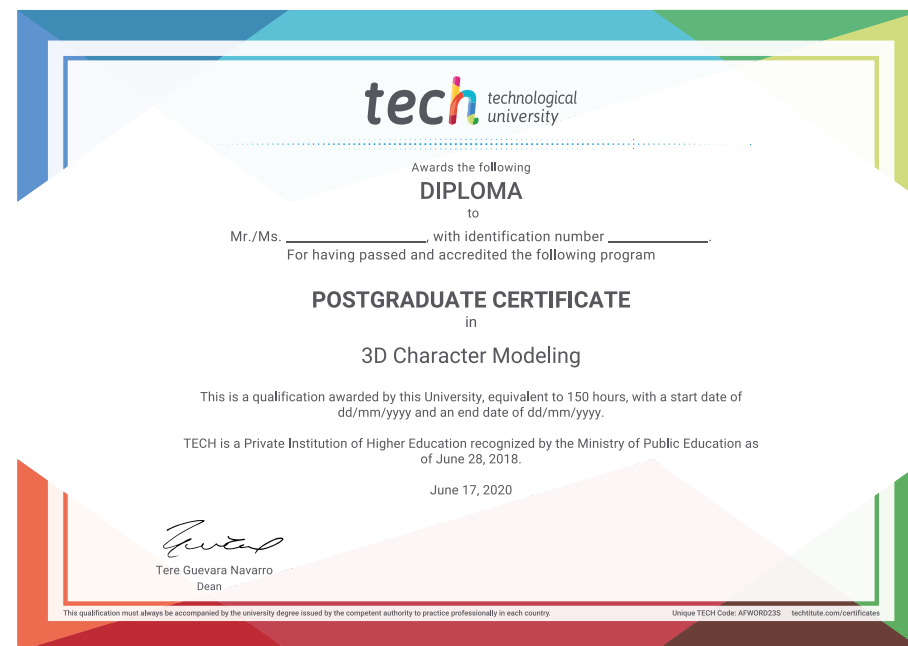 tech technological
university
Awards the following
DIPLOMA
to
Mr./Ms. ____________________, with identification number ______________.
For having passed and accredited the following program
POSTGRADUATE CERTIFICATE
in
3D Character Modeling
This is a qualification awarded by this University, equivalent to 150 hours, with a start date of
dd/mm/yyyy and an end date of dd/mm/yyyy.
TECH is a Private Institution of Higher Education recognized by the Ministry of Public Education as
of June 28, 2018.
June 17, 2020
Tere Guevara Navarro
Dean
This qualification must always be accompanied by the university degree issued by the competent authority to practice professionally in each country. Unique TECH Code: AFWORD23S techtitute.com/certificates